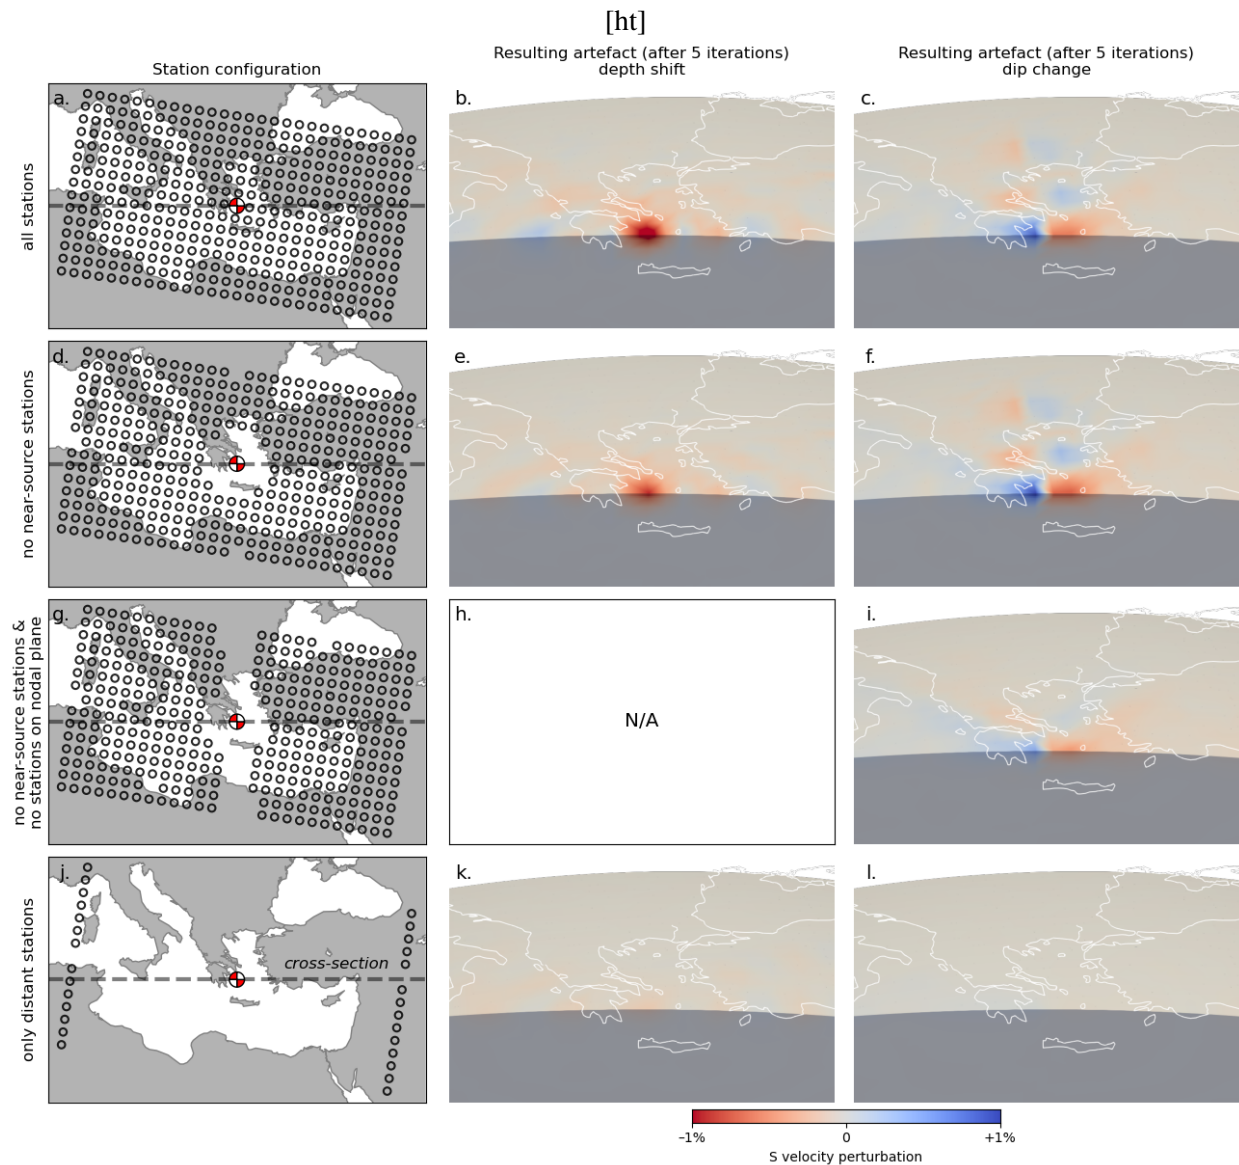 [ht]
Station configuration
Resulting artefact (after 5 iterations)
depth shift
Resulting artefact (after 5 iterations)
dip change
all stations
a.
b.
c.
no near-source stations
d.
e.
f.
no near-source stations &
no stations on nodal plane
g.
h.
N/A
i.
only distant stations
j.
cross-section
k.
l.
−1%
0
+1%
S velocity perturbation